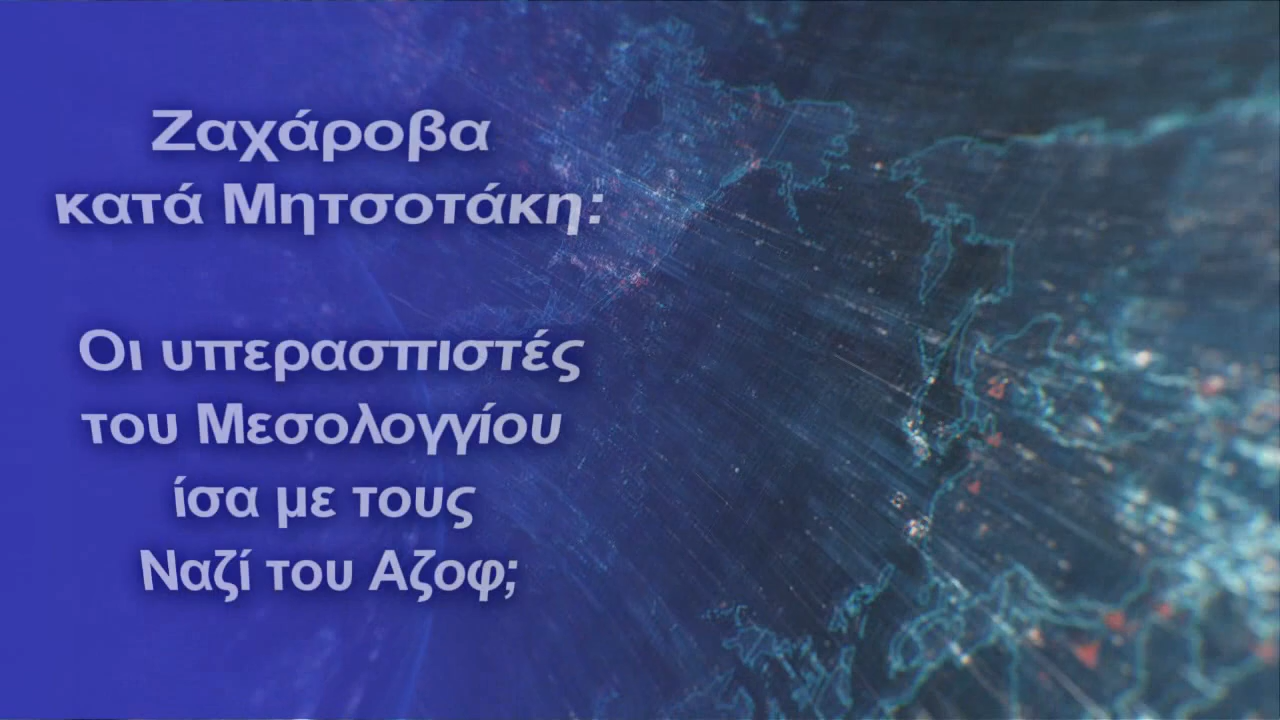 Ζαχάροβα
κατά Μητσοτάκη:
Οι υπερασπιστές
του Μεσολογγίου
ίσα με τους
Ναζί του Αζοφ;